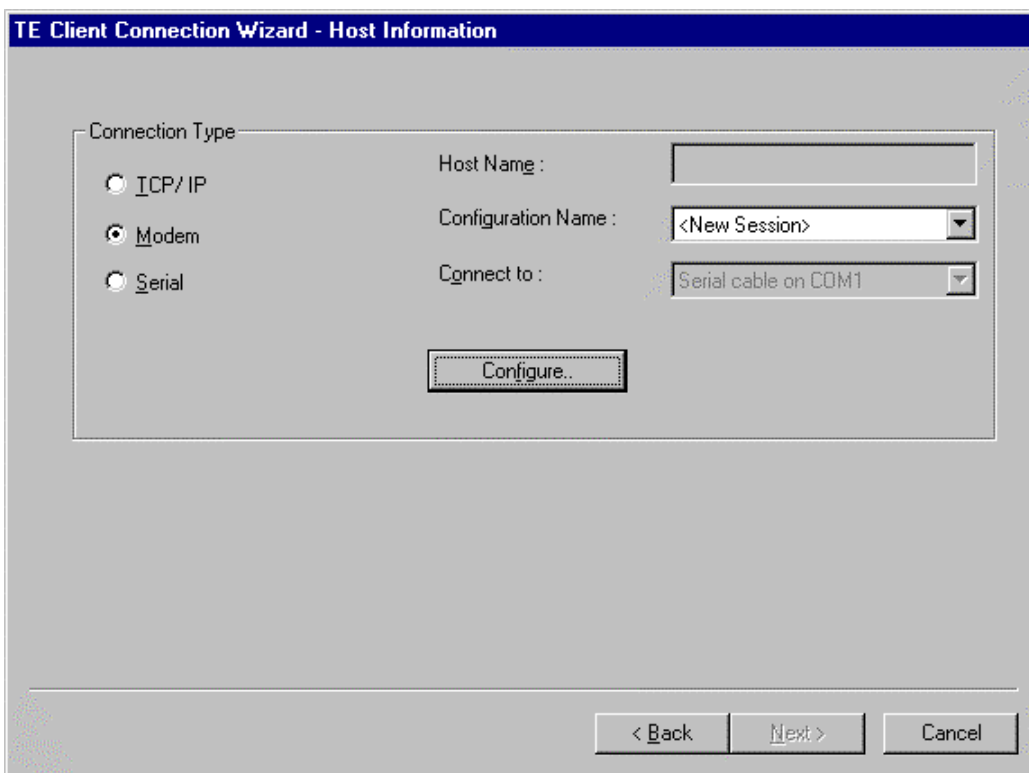 TE Client Connection Wizard - Host Information
Connection Type
TCP/IP
Modem
Serial
Host Name :
Configuration Name :
<New Session>
Connect to :
Serial cable on COM1
Configure..
< Back
Next >
Cancel